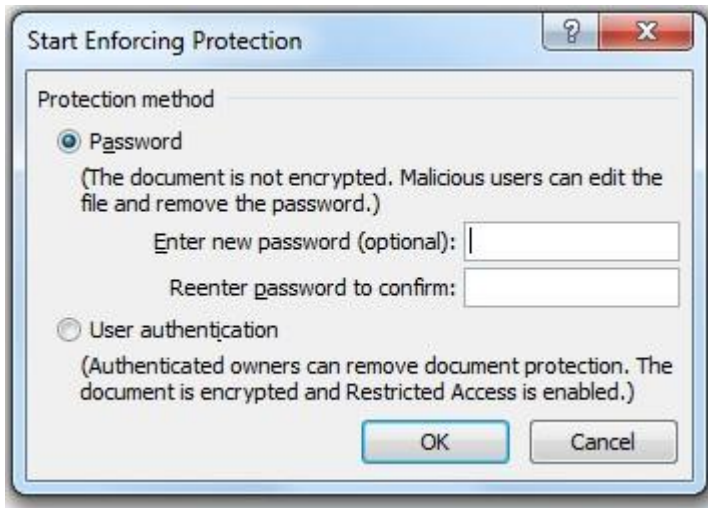 Start Enforcing Protection
?
X
Protection method
Password
(The document is not encrypted. Malicious users can edit the
file and remove the password.)
Enter new password (optional):
Reenter password to confirm:
User authentication
(Authenticated owners can remove document protection. The
document is encrypted and Restricted Access is enabled.)
OK Cancel